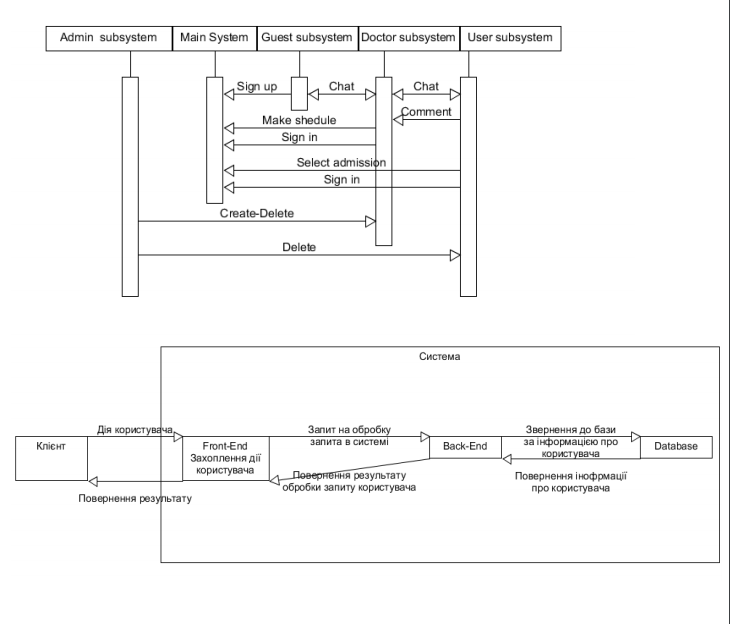 Admin subsystem
Main System
Guest subsystem
Doctor subsystem
User subsystem
Sign up
Chat
Chat
Comment
Make shedule
Sign in
Select admission
Sign in
Create-Delete
Delete
Система
Дія користувача
Запит на обробку
запита в системі
Звернення до бази
за інформацією про
користувача
Клієнт
Front-End
Захоплення дії
користувача
Back-End
Database
Повернення результату
обробки запиту користувача
Повернення інофрмації
про користувача
Повернення результату